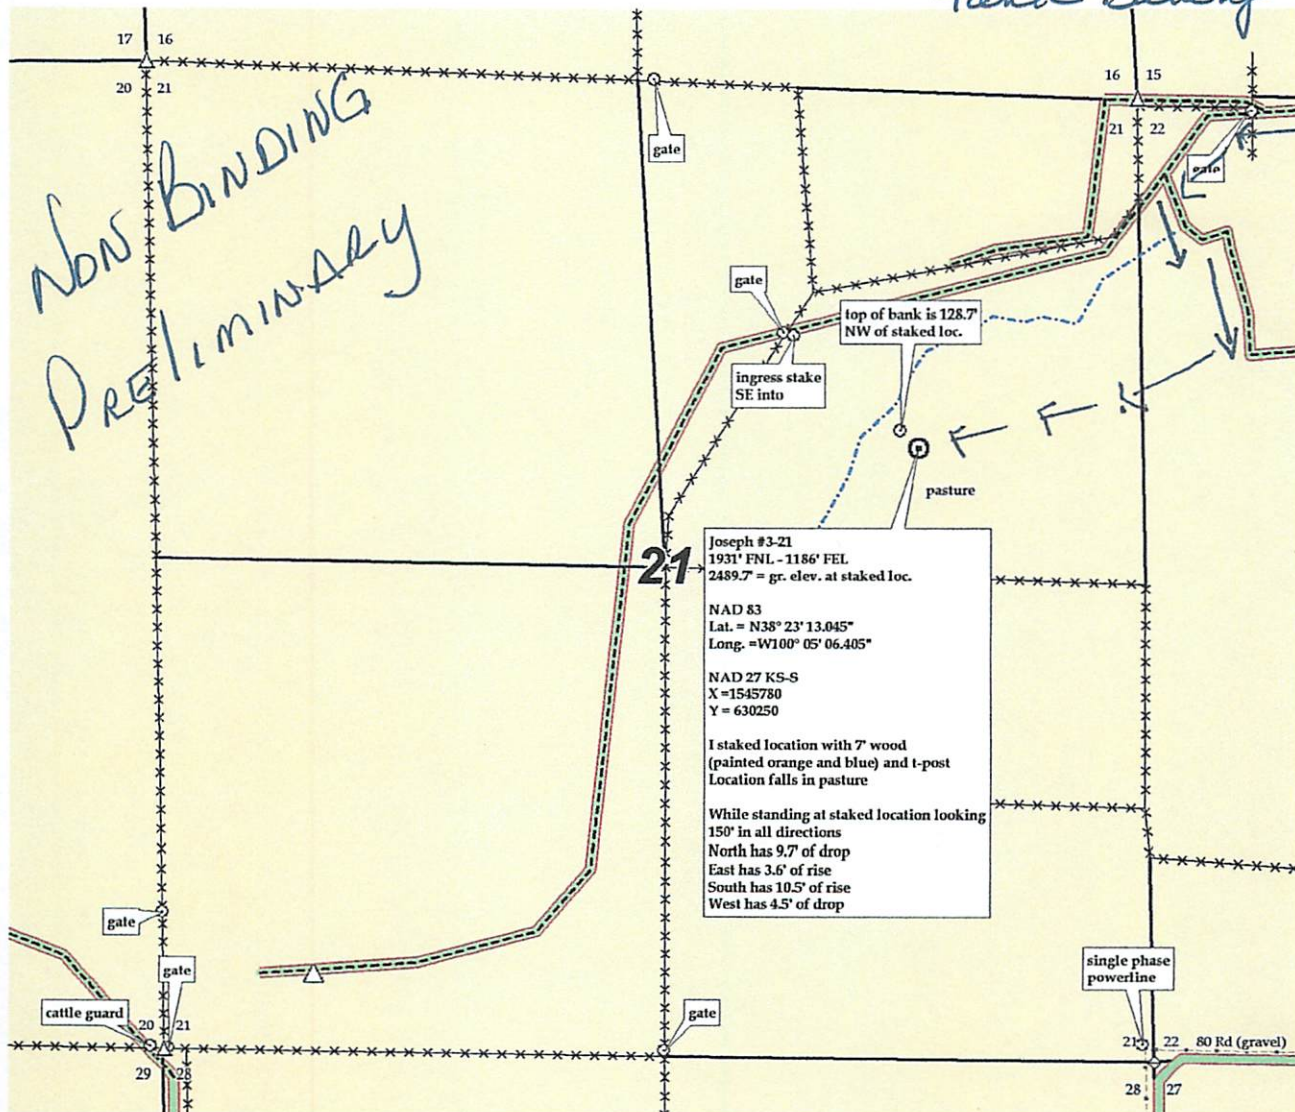 17 16
20 21
16 15
21 22
NON BINDING
PRELIMINARY
gate
gate
gate
top of bank is 128.7'
NW of staked loc.
ingress stake
SE into
pasture
21
Joseph #3-21
1931' FNL - 1186' FEL
2489.7' = gr. elev. at staked loc.
NAD 83
Lat. = N38° 23' 13.045"
Long. =W100° 05' 06.405"
NAD 27 KS-S
X =1545780
Y = 630250
I staked location with 7' wood
(painted orange and blue) and t-post
Location falls in pasture
While standing at staked location looking
150' in all directions
North has 9.7' of drop
East has 3.6' of rise
South has 10.5' of rise
West has 4.5' of drop
gate
gate
cattle guard
20 21
29 28
gate
single phase
powerline
21 22
80 Rd (gravel)
28 27